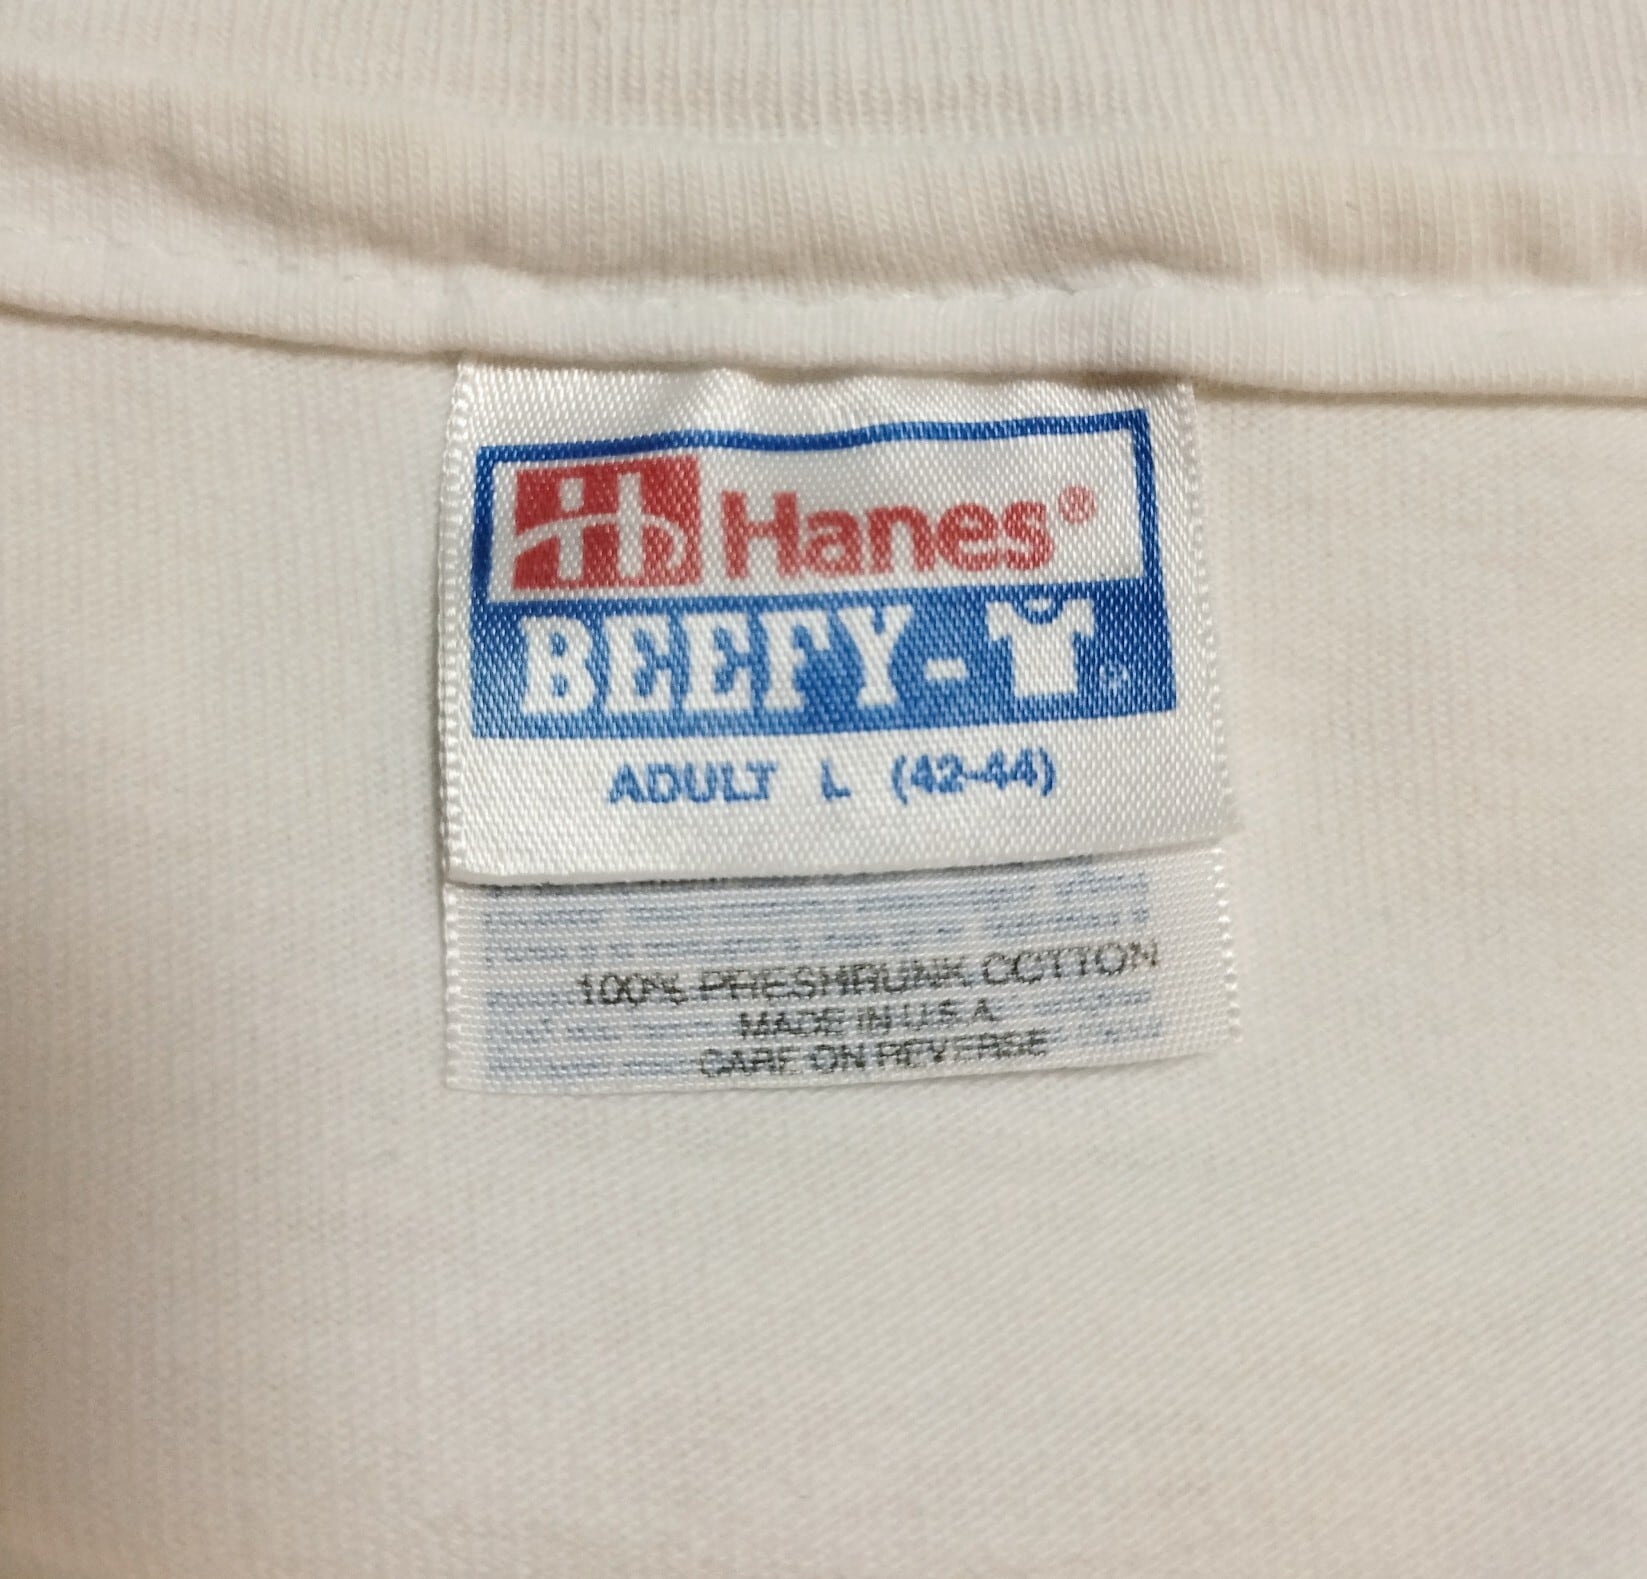 Hanes®
BEEFY-
ADULT L (42-44)
100% PRESHRUNK COTTON
MADE IN U.S.A.
CARE ON REVERSE